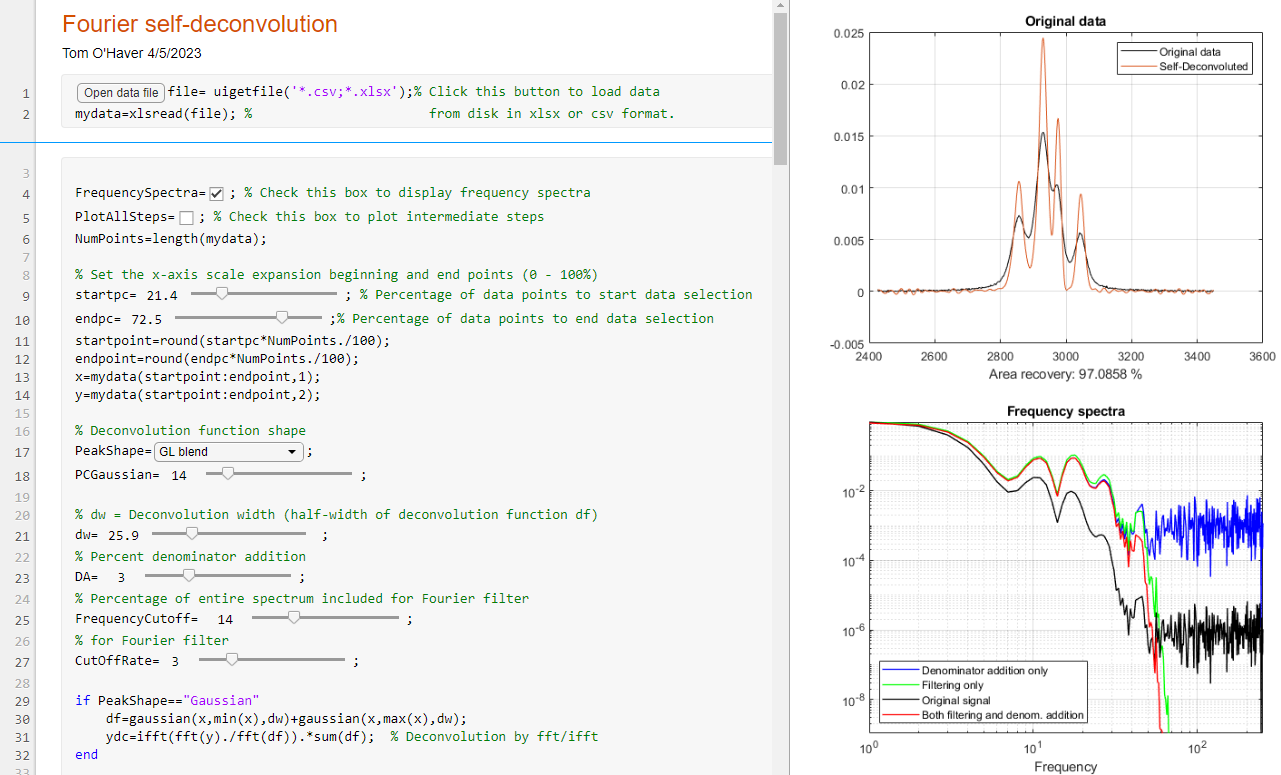 Fourier self-deconvolution
Tom O'Haver 4/5/2023
1 Open data file file= uigetfile('*.csv;*.xlsx');% Click this button to load data
2 mydata=xlsread(file); % from disk in xlsx or csv format.
3
4 FrequencySpectra= ; % Check this box to display frequency spectra
5 PlotAllSteps= ; % Check this box to plot intermediate steps
6 NumPoints=length(mydata);
7
8 % Set the x-axis scale expansion beginning and end points (0 - 100%)
9 startpc= 21.4 ; % Percentage of data points to start data selection
10 endpc= 72.5 ;% Percentage of data points to end data selection
11 startpoint=round(startpc*NumPoints./100);
12 endpoint=round(endpc*NumPoints./100);
13 x=mydata(startpoint:endpoint,1);
14 y=mydata(startpoint:endpoint,2);
15
16 % Deconvolution function shape
17 PeakShape= GL blend ;
18 PCGaussian= 14 ;
19
20 % dw = Deconvolution width (half-width of deconvolution function df)
21 dw= 25.9 ;
22 % Percent denominator addition
23 DA= 3 ;
24 % Percentage of entire spectrum included for Fourier filter
25 FrequencyCutoff= 14 ;
26 % for Fourier filter
27 CutOffRate= 3 ;
28
29 if PeakShape=="Gaussian"
30 df=gaussian(x,min(x),dw)+gaussian(x,max(x),dw);
31 ydc=ifft(fft(y)./fft(df)).*sum(df); % Deconvolution by fft/ifft
32 end
33
Original data
0.025
0.02
0.015
0.01
0.005
0
-0.005
Original data
Self-Deconvoluted
2400 2600 2800 3000 3200 3400 3600
Area recovery: 97.0858 %
Frequency spectra
10-2
10-4
10-6
10-8
Denominator addition only
Filtering only
Original signal
Both filtering and denom. addition
100 101 102
Frequency